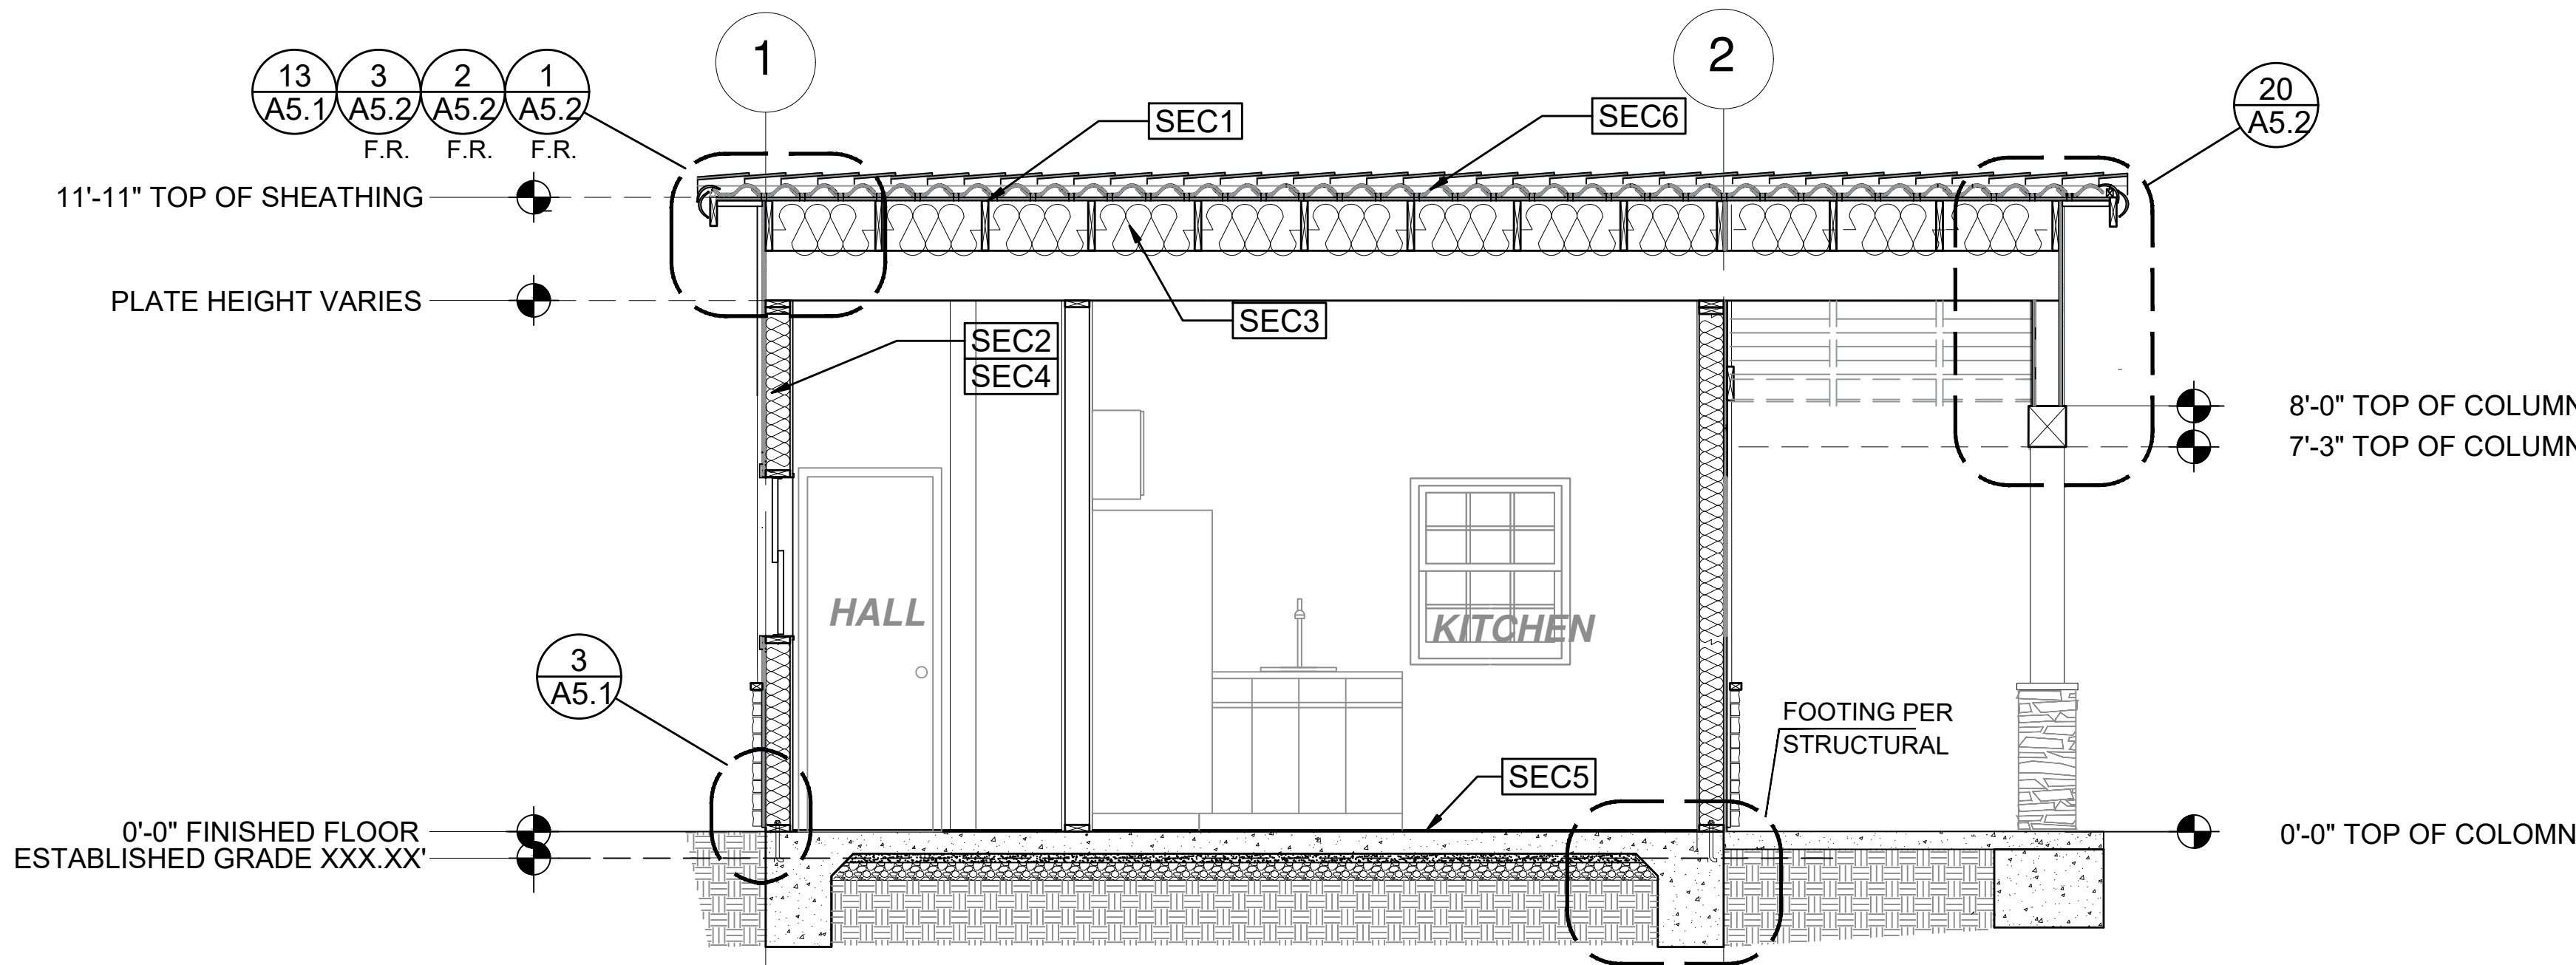 1
2
13
A5.1
3
A5.2
F.R.
2
A5.2
F.R.
1
A5.2
F.R.
20
A5.2
SEC1
SEC6
11'-11" TOP OF SHEATHING
PLATE HEIGHT VARIES
SEC3
SEC2
SEC4
8'-0" TOP OF COLUMN
7'-3" TOP OF COLUMN
HALL
KITCHEN
3
A5.1
FOOTING PER
STRUCTURAL
SEC5
0'-0" FINISHED FLOOR
ESTABLISHED GRADE XXX.XX'
0'-0" TOP OF COLOMN